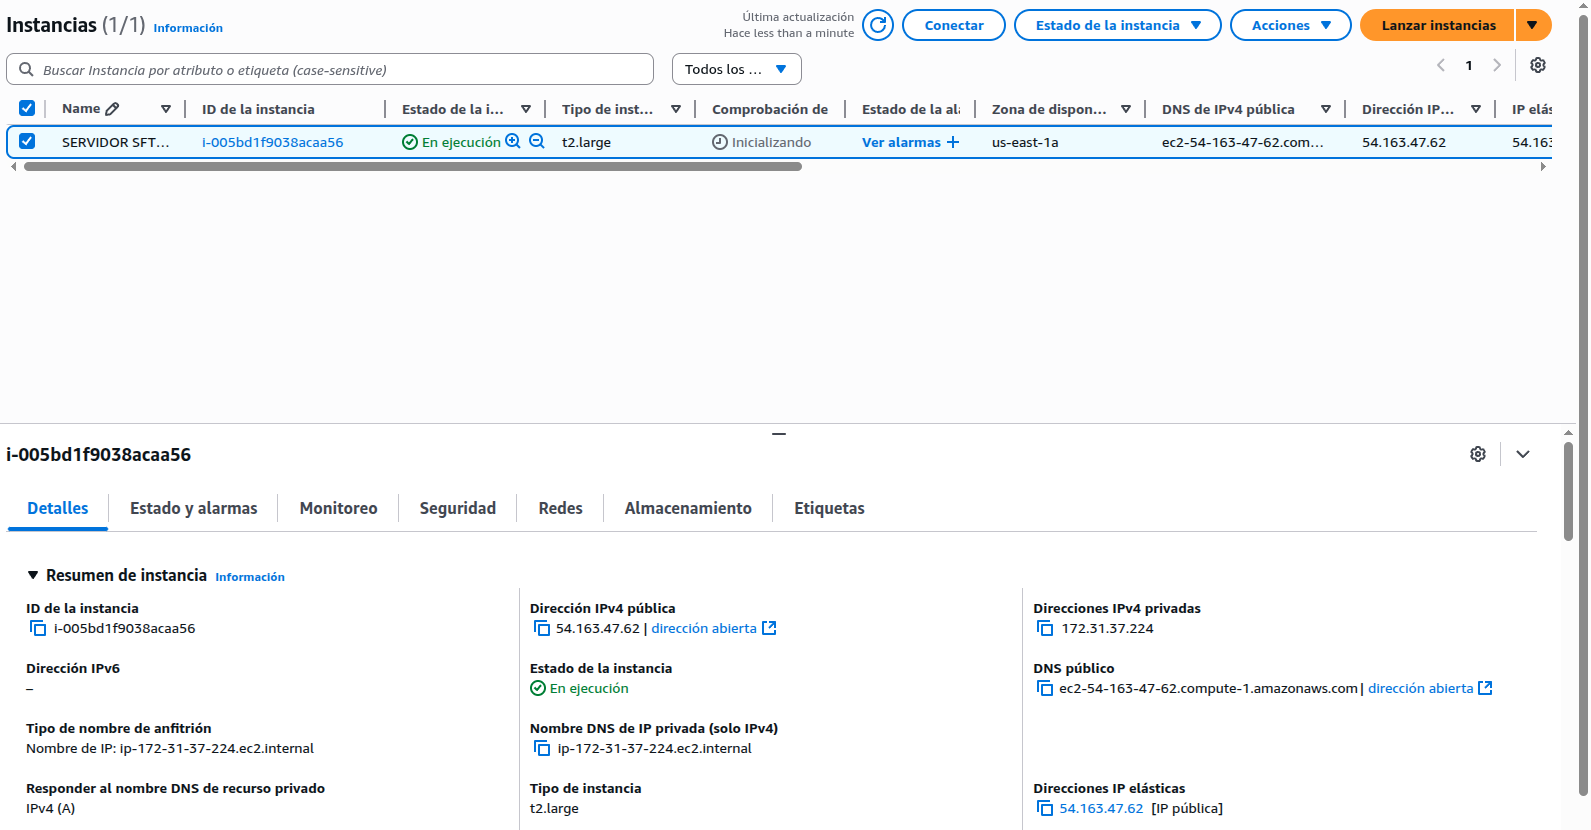 Instancias (1/1) Información
Última actualización
Hace less than a minute
Conectar
Estado de la instancia
Acciones
Lanzar instancias
Buscar Instancia por atributo o etiqueta (case-sensitive)
Todos los ...
1
Name
ID de la instancia
Estado de la i...
Tipo de inst...
Comprobación de
Estado de la al
Zona de dispon...
DNS de IPv4 pública
Dirección IP...
IP elás
SERVIDOR SFT...
i-005bd1f9038acaa56
En ejecución
t2.large
Inicializando
Ver alarmas +
us-east-1a
ec2-54-163-47-62.com...
54.163.47.62
54.163
i-005bd1f9038acaa56
Detalles
Estado y alarmas
Monitoreo
Seguridad
Redes
Almacenamiento
Etiquetas
Resumen de instancia Información
ID de la instancia
i-005bd1f9038acaa56
Dirección IPv4 pública
54.163.47.62 | dirección abierta
Direcciones IPv4 privadas
172.31.37.224
Dirección IPv6
–
Estado de la instancia
En ejecución
DNS público
ec2-54-163-47-62.compute-1.amazonaws.com | dirección abierta
Tipo de nombre de anfitrión
Nombre de IP: ip-172-31-37-224.ec2.internal
Nombre DNS de IP privada (solo IPv4)
ip-172-31-37-224.ec2.internal
Responder al nombre DNS de recurso privado
IPv4 (A)
Tipo de instancia
t2.large
Direcciones IP elásticas
54.163.47.62 [IP pública]